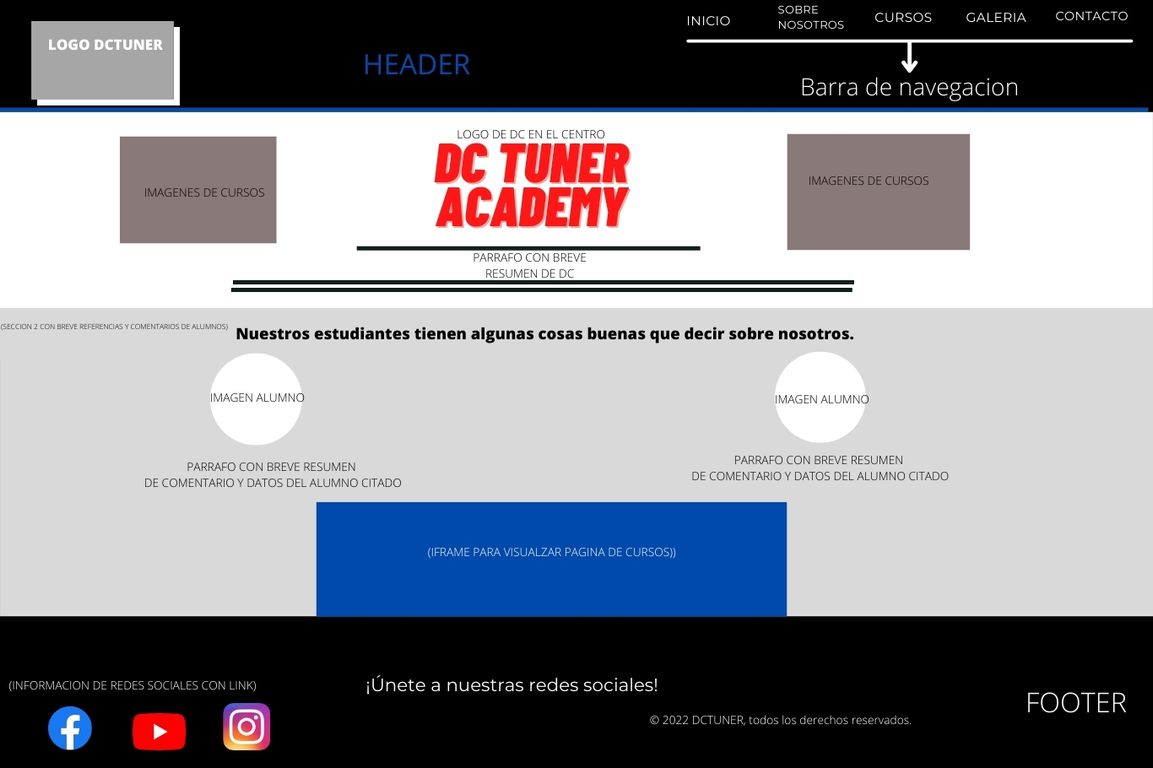 LOGO DCTUNER
HEADER
INICIO
SOBRE
NOSOTROS
CURSOS
GALERIA
CONTACTO
Barra de navegacion
IMAGENES DE CURSOS
LOGO DE DC EN EL CENTRO
DC TUNER
ACADEMY
IMAGENES DE CURSOS
PARRAFO CON BREVE
RESUMEN DE DC
(SECCION 2 CON BREVE REFERENCIAS Y COMENTARIOS DE ALUMNOS)
Nuestros estudiantes tienen algunas cosas buenas que decir sobre nosotros.
IMAGEN ALUMNO
IMAGEN ALUMNO
PARRAFO CON BREVE RESUMEN
DE COMENTARIO Y DATOS DEL ALUMNO CITADO
PARRAFO CON BREVE RESUMEN
DE COMENTARIO Y DATOS DEL ALUMNO CITADO
(IFRAME PARA VISUALZAR PAGINA DE CURSOS))
(INFORMACION DE REDES SOCIALES CON LINK)
¡Únete a nuestras redes sociales!
© 2022 DCTUNER, todos los derechos reservados.
FOOTER